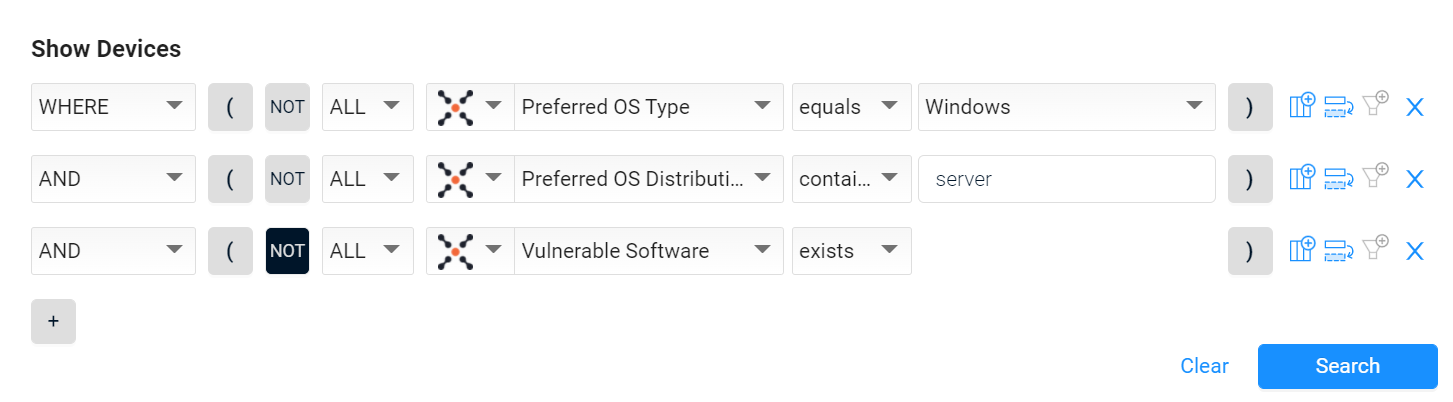 Show Devices
WHERE ( NOT ALL Preferred OS Type equals Windows )
AND ( NOT ALL Preferred OS Distributi... contai... server )
AND ( NOT ALL Vulnerable Software exists )
+
Clear Search